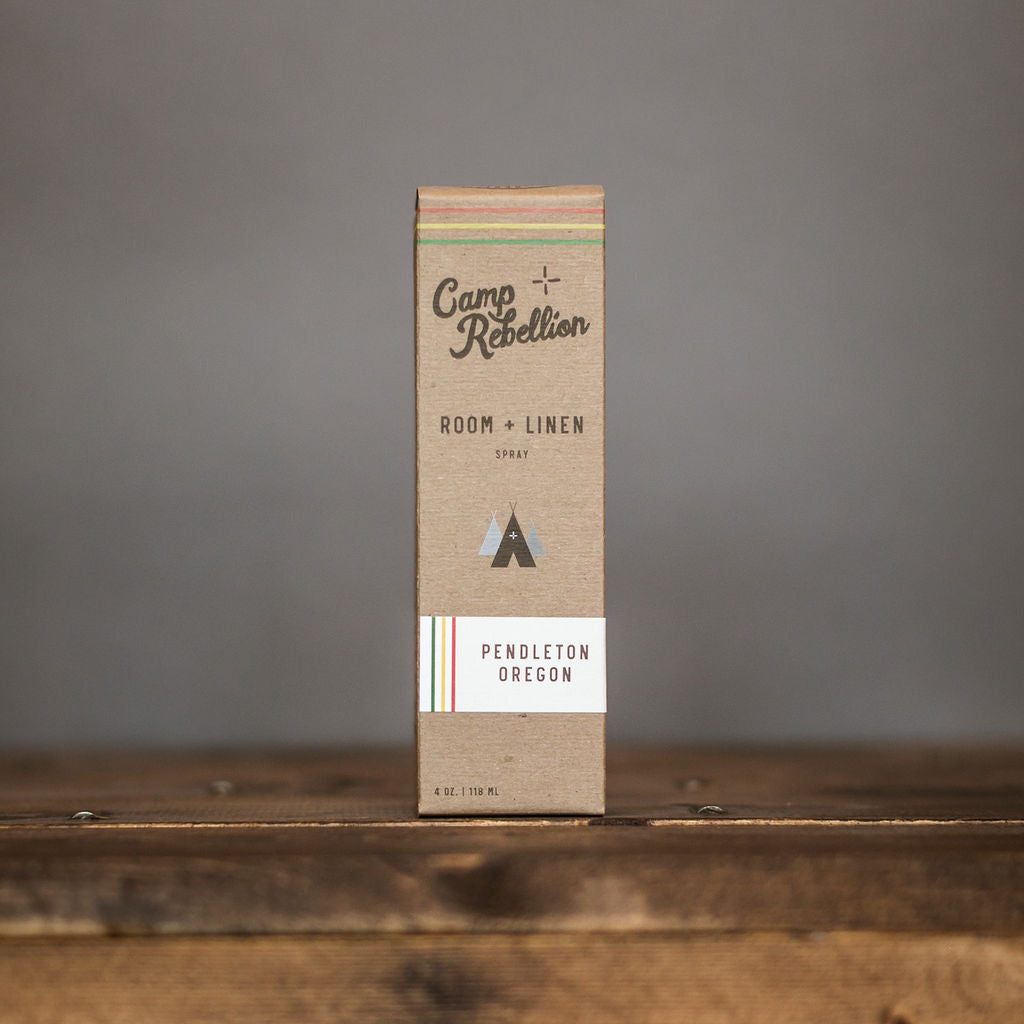 Camp
Rebellion
ROOM + LINEN
SPRAY
PENDLETON
OREGON
4 OZ. | 118 ML